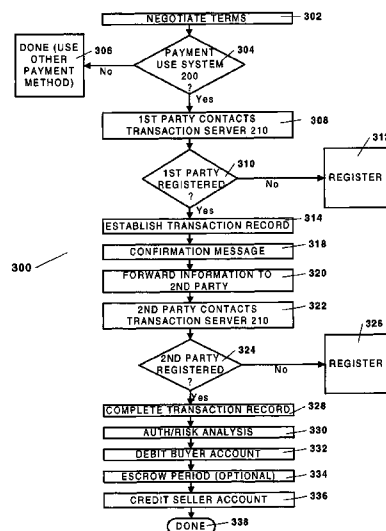 NEGOTIATE TERMS
302
DONE (USE
OTHER
PAYMENT
METHOD)
306
PAYMENT
USE SYSTEM
200
?
304
No
Yes
1ST PARTY CONTACTS
TRANSACTION SERVER 210
308
1ST PARTY
REGISTERED
?
310
No
312
REGISTER
Yes
ESTABLISH TRANSACTION RECORD
314
CONFIRMATION MESSAGE
318
300
FORWARD INFORMATION TO
2ND PARTY
320
2ND PARTY CONTACTS
TRANSACTION SERVER 210
322
2ND PARTY
REGISTERED
?
324
No
326
REGISTER
Yes
COMPLETE TRANSACTION RECORD
328
AUTH/RISK ANALYSIS
330
DEBIT BUYER ACCOUNT
332
ESCROW PERIOD (OPTIONAL)
334
CREDIT SELLER ACCOUNT
336
DONE
338